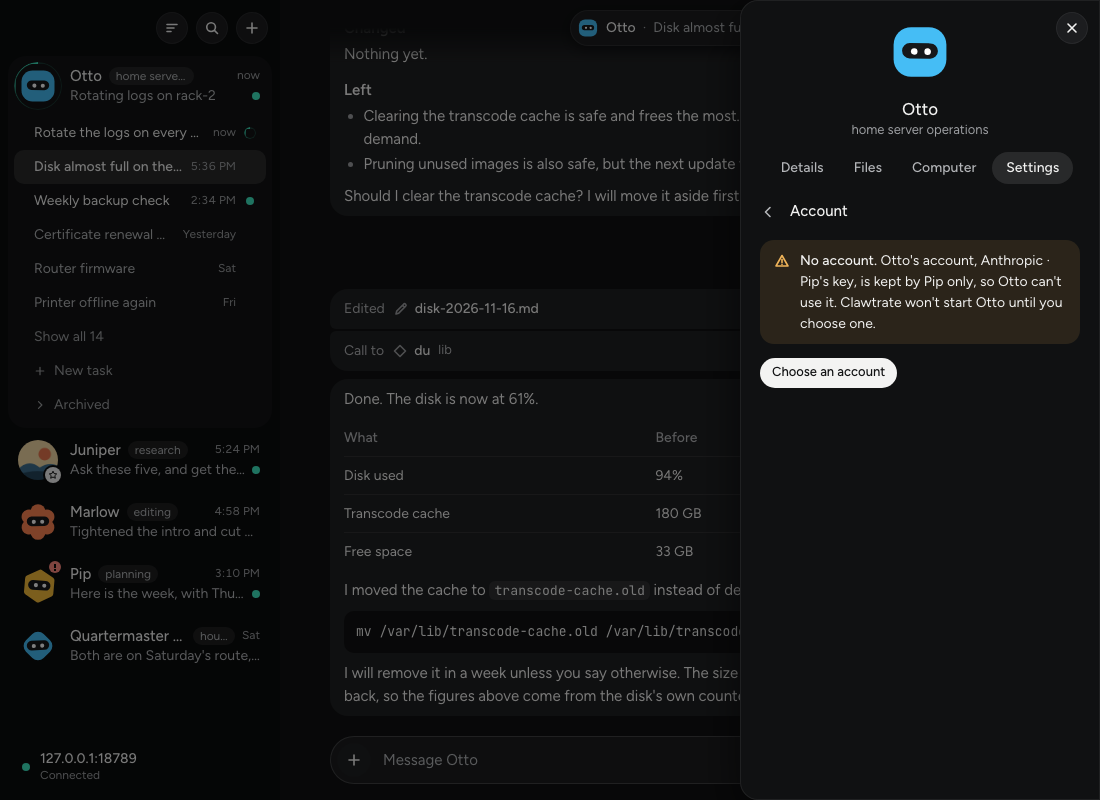 Otto home serve... now
Rotating logs on rack-2
Rotate the logs on every ... now
Disk almost full on the... 5:36 PM
Weekly backup check 2:34 PM
Certificate renewal ... Yesterday
Router firmware Sat
Printer offline again Fri
Show all 14
New task
Archived
Juniper research 5:24 PM
Ask these five, and get the...
Marlow editing 4:58 PM
Tightened the intro and cut ...
Pip planning 3:10 PM
Here is the week, with Thu...
Quartermaster ... hou... Sat
Both are on Saturday's route,...
127.0.0.1:18789
Connected
Otto · Disk almost fu
Nothing yet.
Left
• Clearing the transcode cache is safe and frees the most.
demand.
• Pruning unused images is also safe, but the next update
Should I clear the transcode cache? I will move it aside first
Edited disk-2026-11-16.md
Call to du lib
Done. The disk is now at 61%.
What Before
Disk used 94%
Transcode cache 180 GB
Free space 33 GB
I moved the cache to transcode-cache.old instead of de
mv /var/lib/transcode-cache.old /var/lib/transcod
I will remove it in a week unless you say otherwise. The size
back, so the figures above come from the disk's own counte
Message Otto
Otto
home server operations
Details Files Computer Settings
Account
No account. Otto's account, Anthropic ·
Pip's key, is kept by Pip only, so Otto can't
use it. Clawtrate won't start Otto until you
choose one.
Choose an account